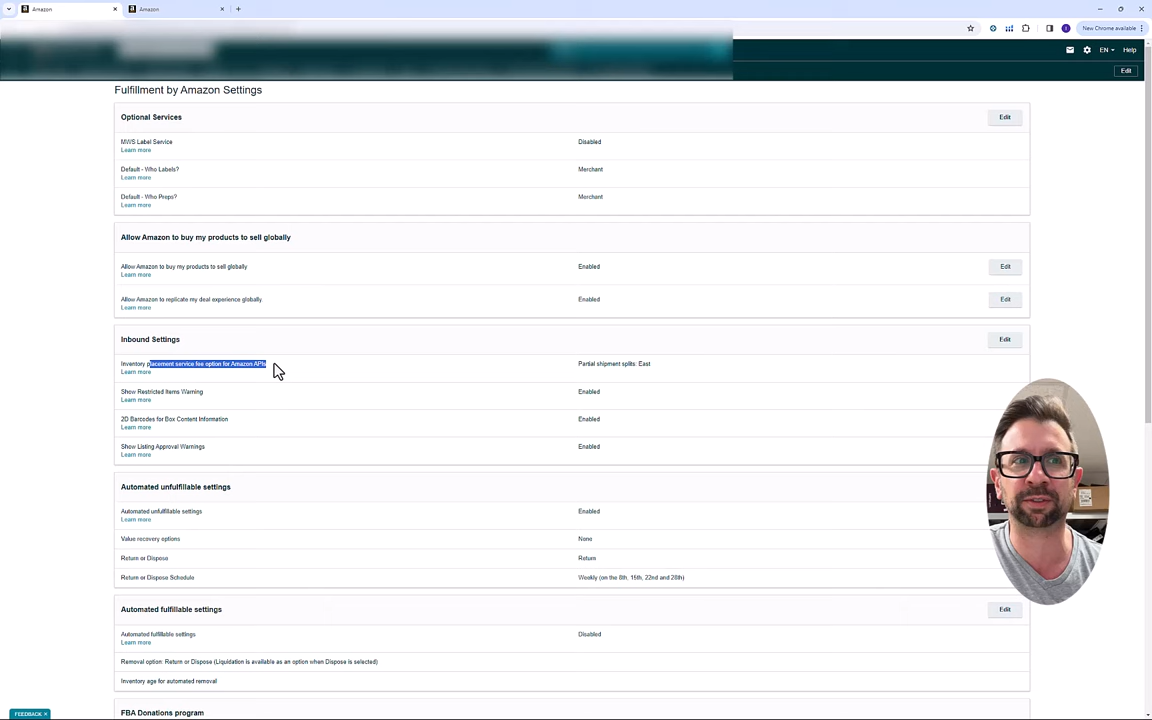 Amazon
Amazon
New Chrome available
EN
Help
Edit
Fulfillment by Amazon Settings
Optional Services
Edit
MWS Label Service
Disabled
Learn more
Default - Who Labels?
Merchant
Learn more
Default - Who Preps?
Merchant
Learn more
Allow Amazon to buy my products to sell globally
Allow Amazon to buy my products to sell globally
Enabled
Edit
Learn more
Allow Amazon to replicate my deal experience globally
Enabled
Edit
Learn more
Inbound Settings
Edit
Inventory placement service fee option for Amazon APIs
Partial shipment splits: East
Learn more
Show Restricted Items Warning
Enabled
Learn more
2D Barcodes for Box Content Information
Enabled
Learn more
Show Listing Approval Warnings
Enabled
Learn more
Automated unfulfillable settings
Automated unfulfillable settings
Enabled
Learn more
Value recovery options
None
Return or Dispose
Return
Return or Dispose Schedule
Weekly (on the 8th, 15th, 22nd and 28th)
Automated fulfillable settings
Edit
Automated fulfillable settings
Disabled
Learn more
Removal option: Return or Dispose (Liquidation is available as an option when Dispose is selected)
Inventory age for automated removal
FBA Donations program
FEEDBACK